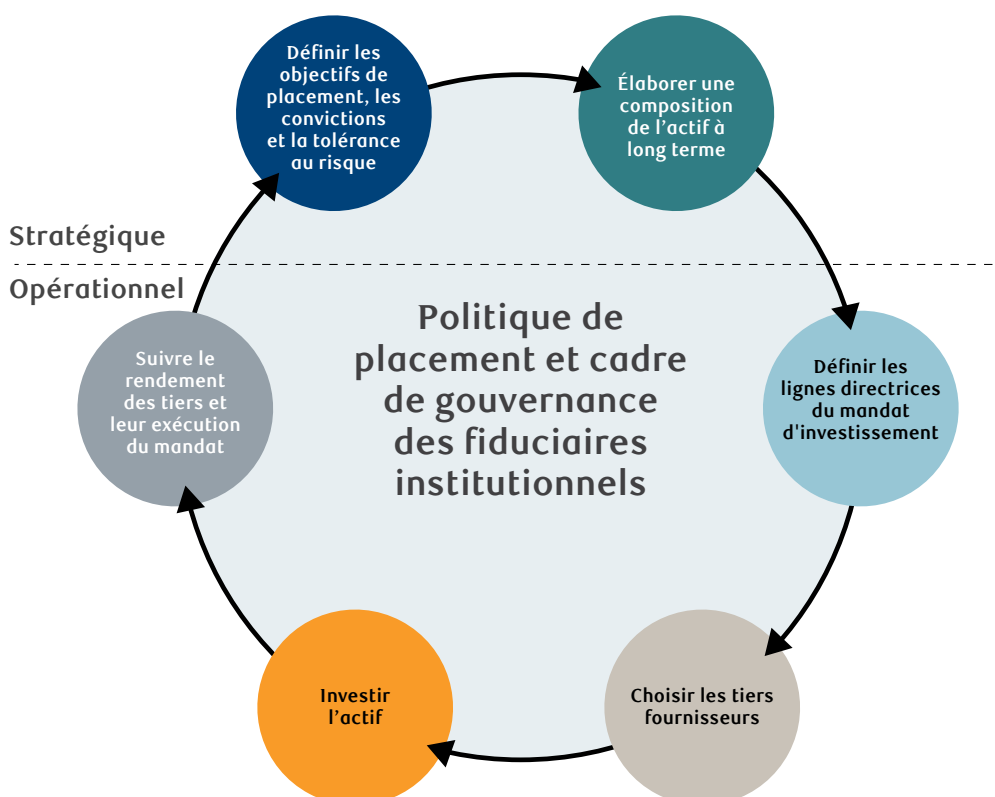 Définir les
objectifs de
placement, les
convictions
et la tolérance
au risque
Élaborer une
composition
de l'actif à
long terme
Stratégique
Opérationnel
Politique de
placement et cadre
de gouvernance
des fiduciaires
institutionnels
Définir les
lignes directrices
du mandat
d'investissement
Choisir les tiers
fournisseurs
Investir
l'actif
Suivre le
rendement
des tiers et
leur exécution
du mandat